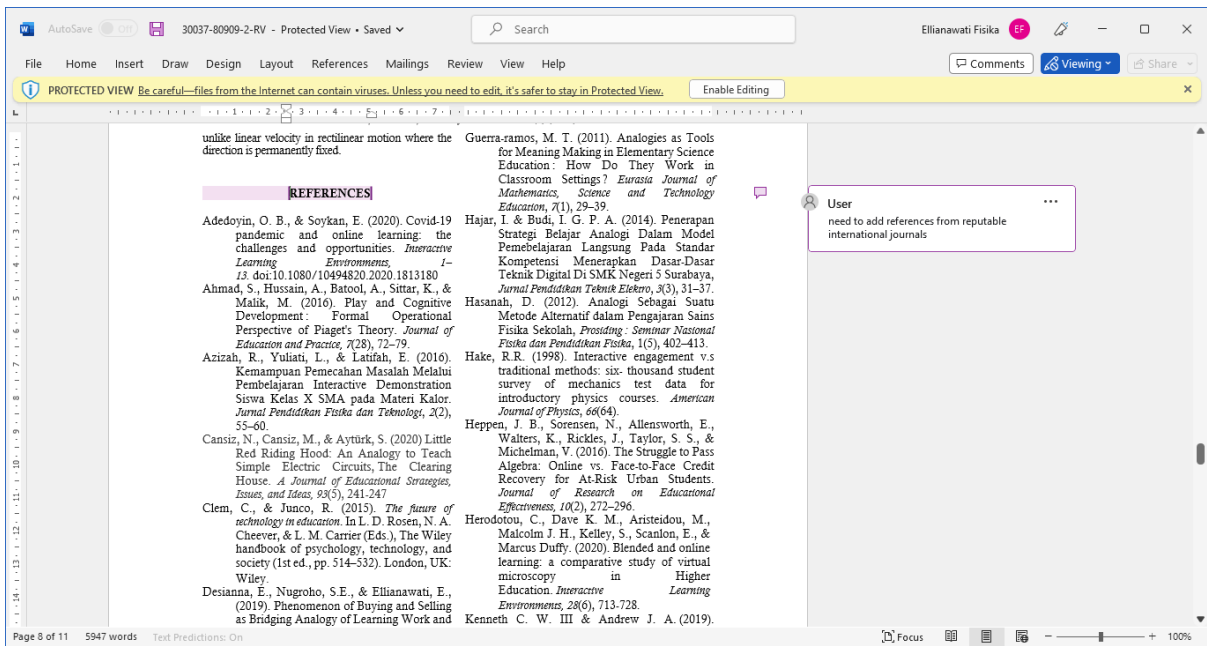 AutoSave Off 30037-80909-2-RV - Protected View • Saved Search Ellianawati Fisika EF
File Home Insert Draw Design Layout References Mailings Review View Help Comments Viewing Share
PROTECTED VIEW Be careful—files from the Internet can contain viruses. Unless you need to edit, it's safer to stay in Protected View. Enable Editing
unlike linear velocity in rectilinear motion where the
direction is permanently fixed.
REFERENCES
Adedoyin, O. B., & Soykan, E. (2020). Covid-19
pandemic and online learning: the
challenges and opportunities. Interactive
Learning Environments, 1–
13. doi:10.1080/10494820.2020.1813180
Ahmad, S., Hussain, A., Batool, A., Sittar, K., &
Malik, M. (2016). Play and Cognitive
Development: Formal Operational
Perspective of Piaget's Theory. Journal of
Education and Practice, 7(28), 72–79.
Azizah, R., Yuliati, L., & Latifah, E. (2016).
Kemampuan Pemecahan Masalah Melalui
Pembelajaran Interactive Demonstration
Siswa Kelas X SMA pada Materi Kalor.
Jurnal Pendidikan Fisika dan Teknologi, 2(2),
55–60.
Cansiz, N., Cansiz, M., & Aytürk, S. (2020) Little
Red Riding Hood: An Analogy to Teach
Simple Electric Circuits, The Clearing
House. A Journal of Educational Strategies,
Issues, and Ideas, 93(5), 241-247
Clem, C., & Junco, R. (2015). The future of
technology in education. In L. D. Rosen, N. A.
Cheever, & L. M. Carrier (Eds.), The Wiley
handbook of psychology, technology, and
society (1st ed., pp. 514–532). London, UK:
Wiley.
Desianna, E., Nugroho, S.E., & Ellianawati, E.,
(2019). Phenomenon of Buying and Selling
as Bridging Analogy of Learning Work and
Guerra-ramos, M. T. (2011). Analogies as Tools
for Meaning Making in Elementary Science
Education: How Do They Work in
Classroom Settings? Eurasia Journal of
Mathematics, Science and Technology
Education, 7(1), 29–39.
Hajar, I. & Budi, I. G. P. A. (2014). Penerapan
Strategi Belajar Analogi Dalam Model
Pemebelajaran Langsung Pada Standar
Kompetensi Menerapkan Dasar-Dasar
Teknik Digital Di SMK Negeri 5 Surabaya,
Jurnal Pendidikan Teknik Elektro, 3(3), 31–37.
Hasanah, D. (2012). Analogi Sebagai Suatu
Metode Alternatif dalam Pengajaran Sains
Fisika Sekolah, Prosiding : Seminar Nasional
Fisika dan Pendidikan Fisika, 1(5), 402–413.
Hake, R.R. (1998). Interactive engagement v.s
traditional methods: six- thousand student
survey of mechanics test data for
introductory physics courses. American
Journal of Physics, 66(64).
Heppen, J. B., Sorensen, N., Allensworth, E.,
Walters, K., Rickles, J., Taylor, S. S., &
Michelman, V. (2016). The Struggle to Pass
Algebra: Online vs. Face-to-Face Credit
Recovery for At-Risk Urban Students.
Journal of Research on Educational
Effectiveness, 10(2), 272–296.
Herodotou, C., Dave K. M., Aristeidou, M.,
Malcolm J. H., Kelley, S., Scanlon, E., &
Marcus Duffy. (2020). Blended and online
learning: a comparative study of virtual
microscopy in Higher
Education. Interactive Learning
Environments, 28(6), 713-728.
Kenneth C. W. III & Andrew J. A. (2019).
User
need to add references from reputable
international journals
Page 8 of 11 5947 words Text Predictions: On Focus 100%